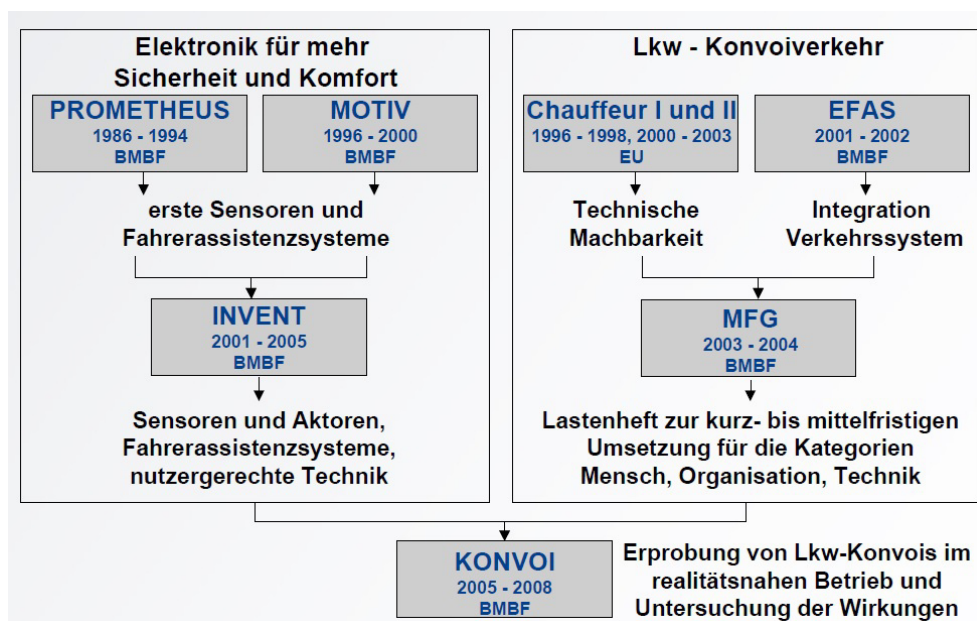 Elektronik für mehr
Sicherheit und Komfort
PROMETHEUS
1986 - 1994
BMBF
MOTIV
1996 - 2000
BMBF
erste Sensoren und
Fahrerassistenzsysteme
INVENT
2001 - 2005
BMBF
Sensoren und Aktoren,
Fahrerassistenzsysteme,
nutzergerechte Technik
Lkw - Konvoiverkehr
Chauffeur I und II
1996 - 1998, 2000 - 2003
EU
EFAS
2001 - 2002
BMBF
Technische
Machbarkeit
Integration
Verkehrssystem
MFG
2003 - 2004
BMBF
Lastenheft zur kurz- bis mittelfristigen
Umsetzung für die Kategorien
Mensch, Organisation, Technik
KONVOI
2005 - 2008
BMBF
Erprobung von Lkw-Konvois im
realitätsnahen Betrieb und
Untersuchung der Wirkungen